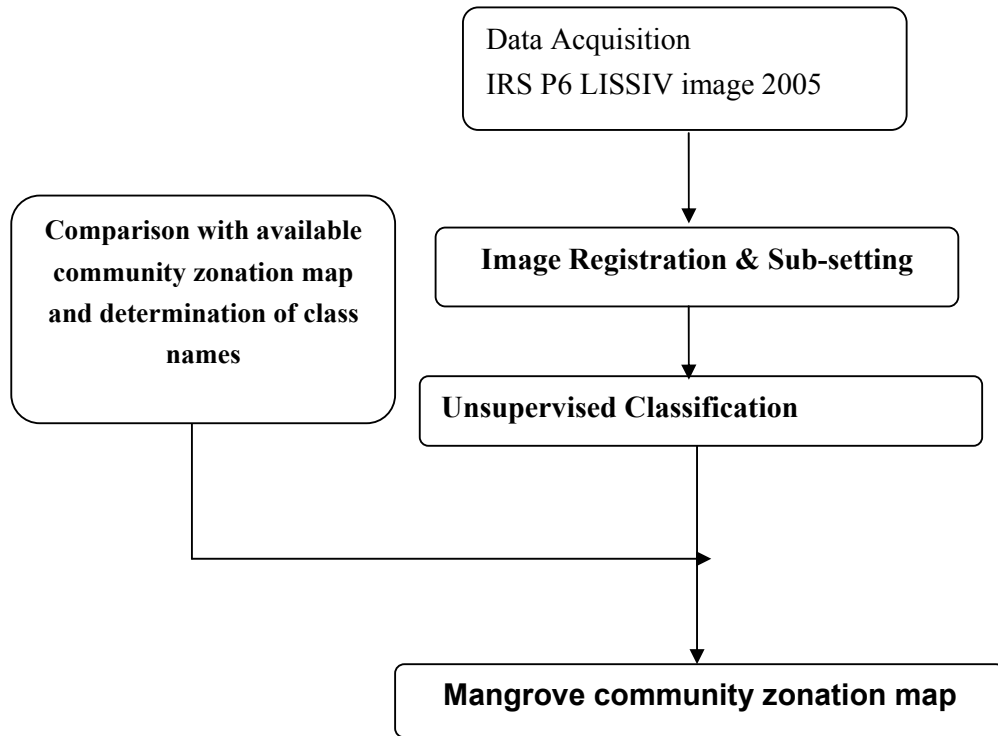 Data Acquisition
IRS P6 LISSIV image 2005
Comparison with available
community zonation map
and determination of class
names
Image Registration & Sub-setting
Unsupervised Classification
Mangrove community zonation map